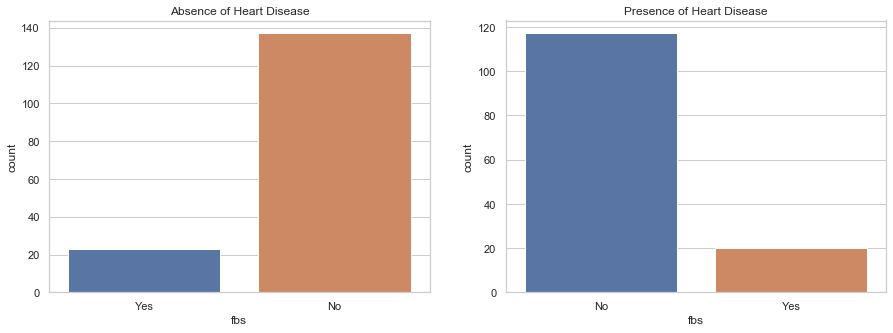 Absence of Heart Disease
140
120
100
80
60
40
20
0
count
Yes No
fbs
Presence of Heart Disease
120
100
80
60
40
20
0
count
No Yes
fbs